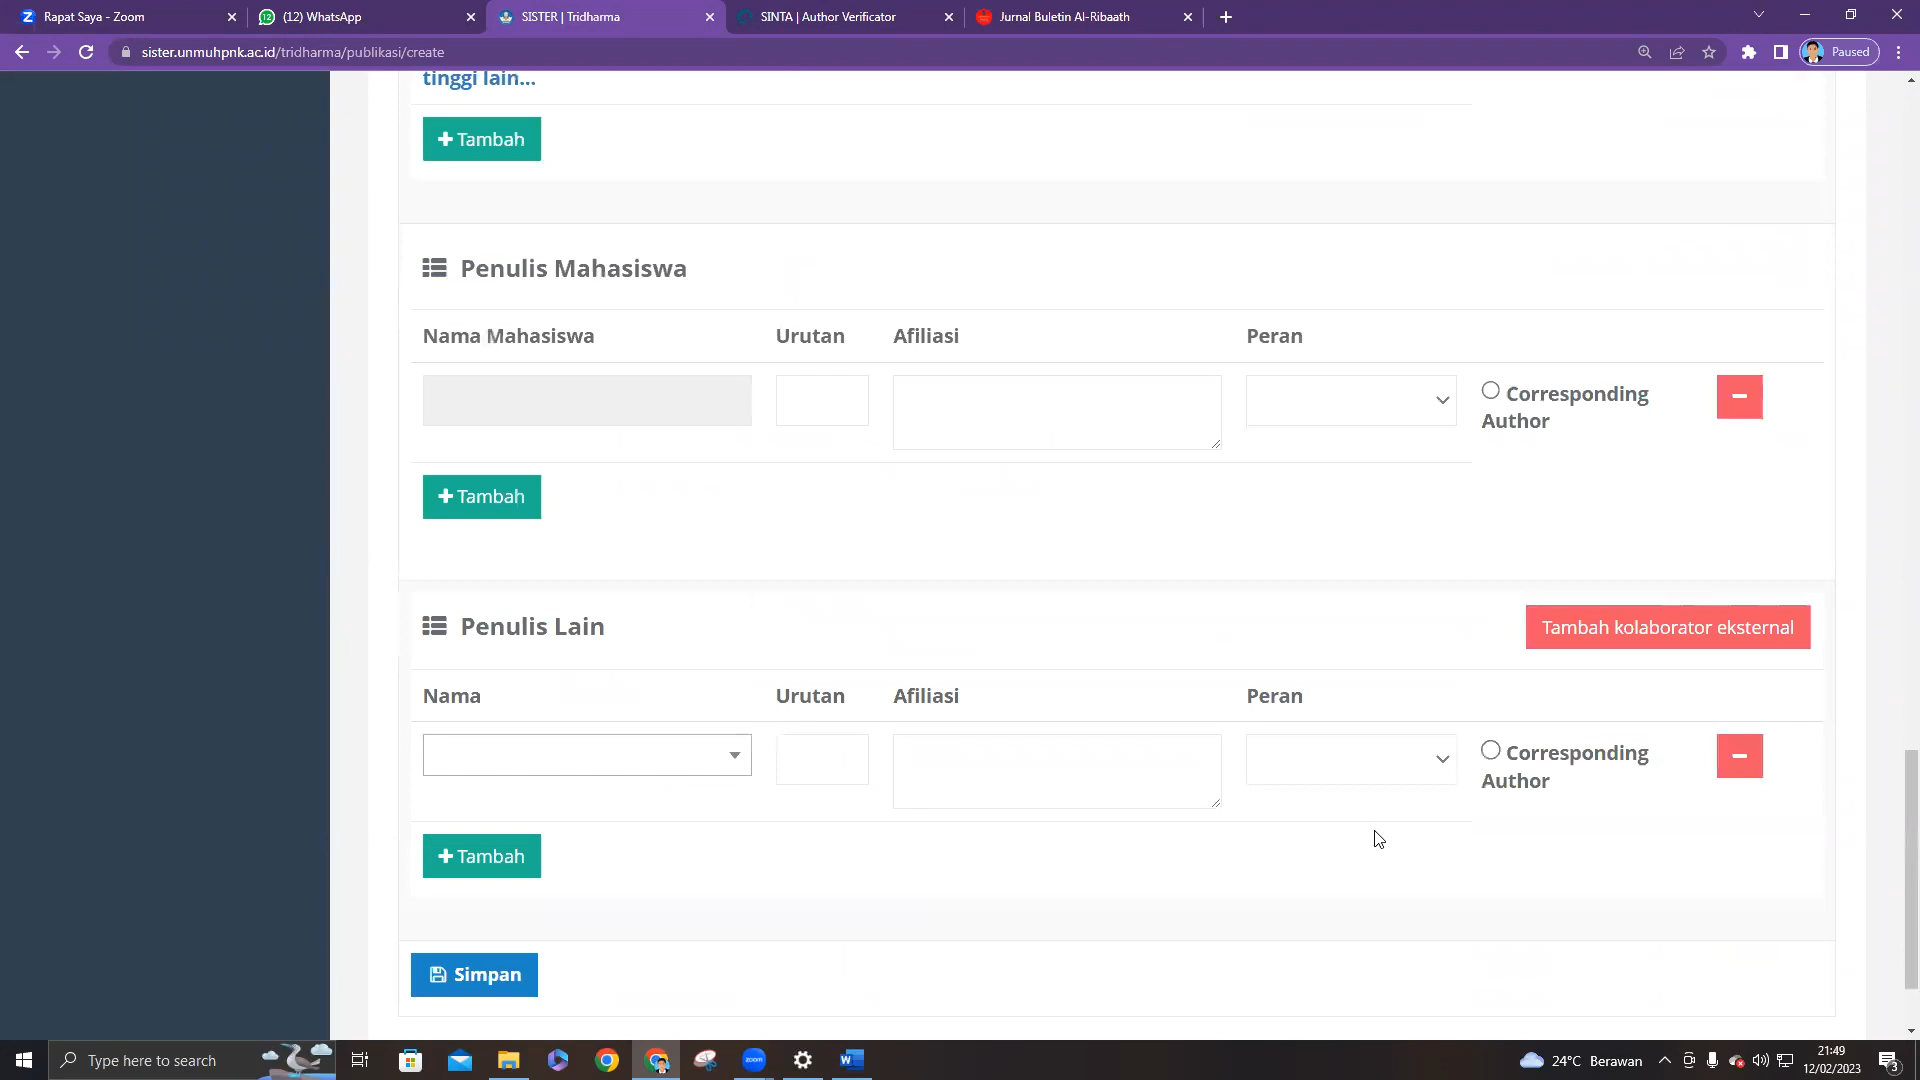 Rapat Saya - Zoom
(12) WhatsApp
SISTER | Tridharma
SINTA | Author Verificator
Jurnal Buletin Al-Ribaath
sister.unmuhpnk.ac.id/tridharma/publikasi/create
Paused
tinggi lain...
Tambah
Penulis Mahasiswa
Nama Mahasiswa Urutan Afiliasi Peran
Corresponding
Author
Tambah
Penulis Lain
Tambah kolaborator eksternal
Nama Urutan Afiliasi Peran
Corresponding
Author
Tambah
Simpan
Type here to search
zoom
24°C Berawan
21:49
12/02/2023
3